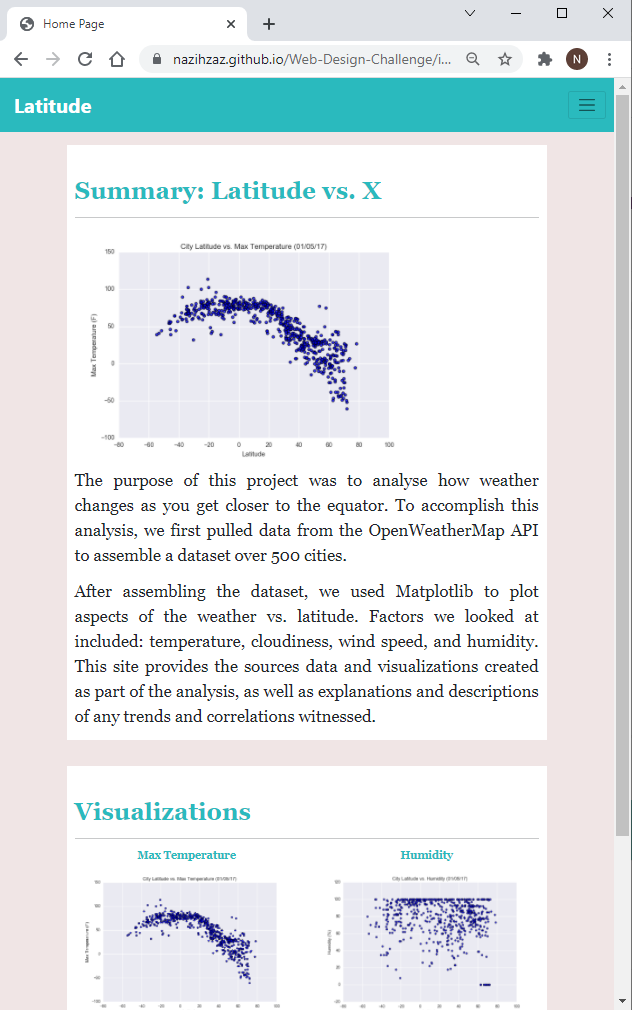 Home Page
nazihzaz.github.io/Web-Design-Challenge/i...
N
Latitude
Summary: Latitude vs. X
City Latitude vs. Max Temperature (01/05/17)
150
100
50
0
−50
−100
Max Temperature (F)
−80 −60 −40 −20 0 20 40 60 80 100
Latitude
The purpose of this project was to analyse how weather
changes as you get closer to the equator. To accomplish this
analysis, we first pulled data from the OpenWeatherMap API
to assemble a dataset over 500 cities.
After assembling the dataset, we used Matplotlib to plot
aspects of the weather vs. latitude. Factors we looked at
included: temperature, cloudiness, wind speed, and humidity.
This site provides the sources data and visualizations created
as part of the analysis, as well as explanations and descriptions
of any trends and correlations witnessed.
Visualizations
Max Temperature
City Latitude vs. Max Temperature (01/05/17)
150
100
50
0
−50
−100
Max Temperature (F)
−80 −60 −40 −20 0 20 40 60 80 100
Humidity
City Latitude vs. Humidity (01/05/17)
120
100
80
60
40
20
0
−20
Humidity (%)
−80 −60 −40 −20 0 20 40 60 80 100